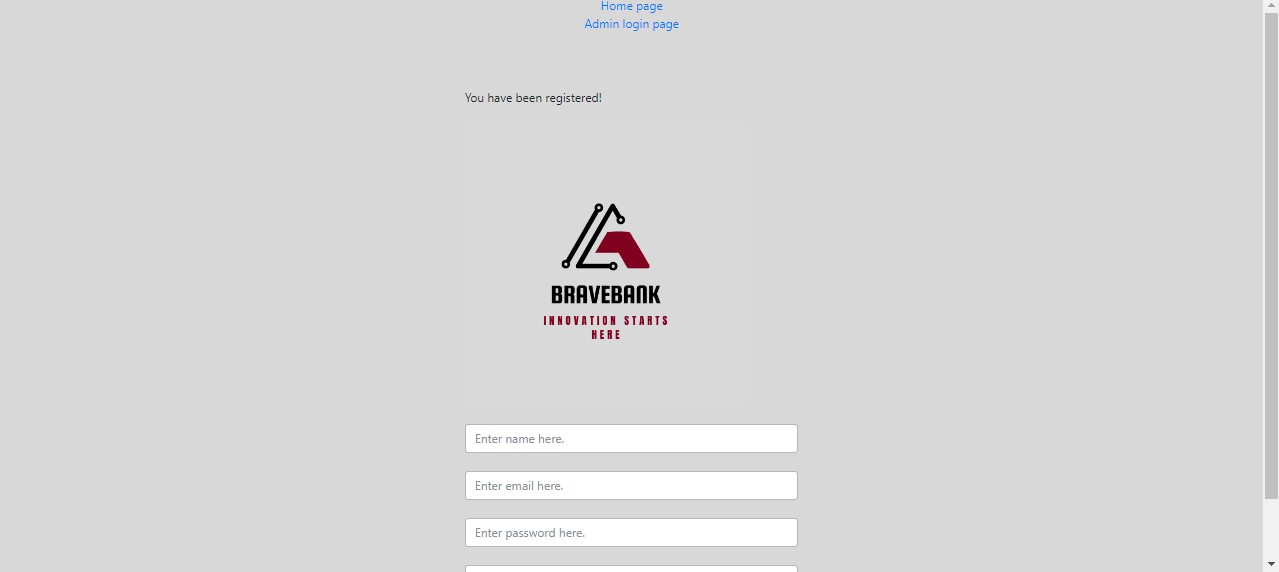 Home page
Admin login page
You have been registered!
BRAVEBANK
INNOVATION STARTS
HERE
Enter name here.
Enter email here.
Enter password here.